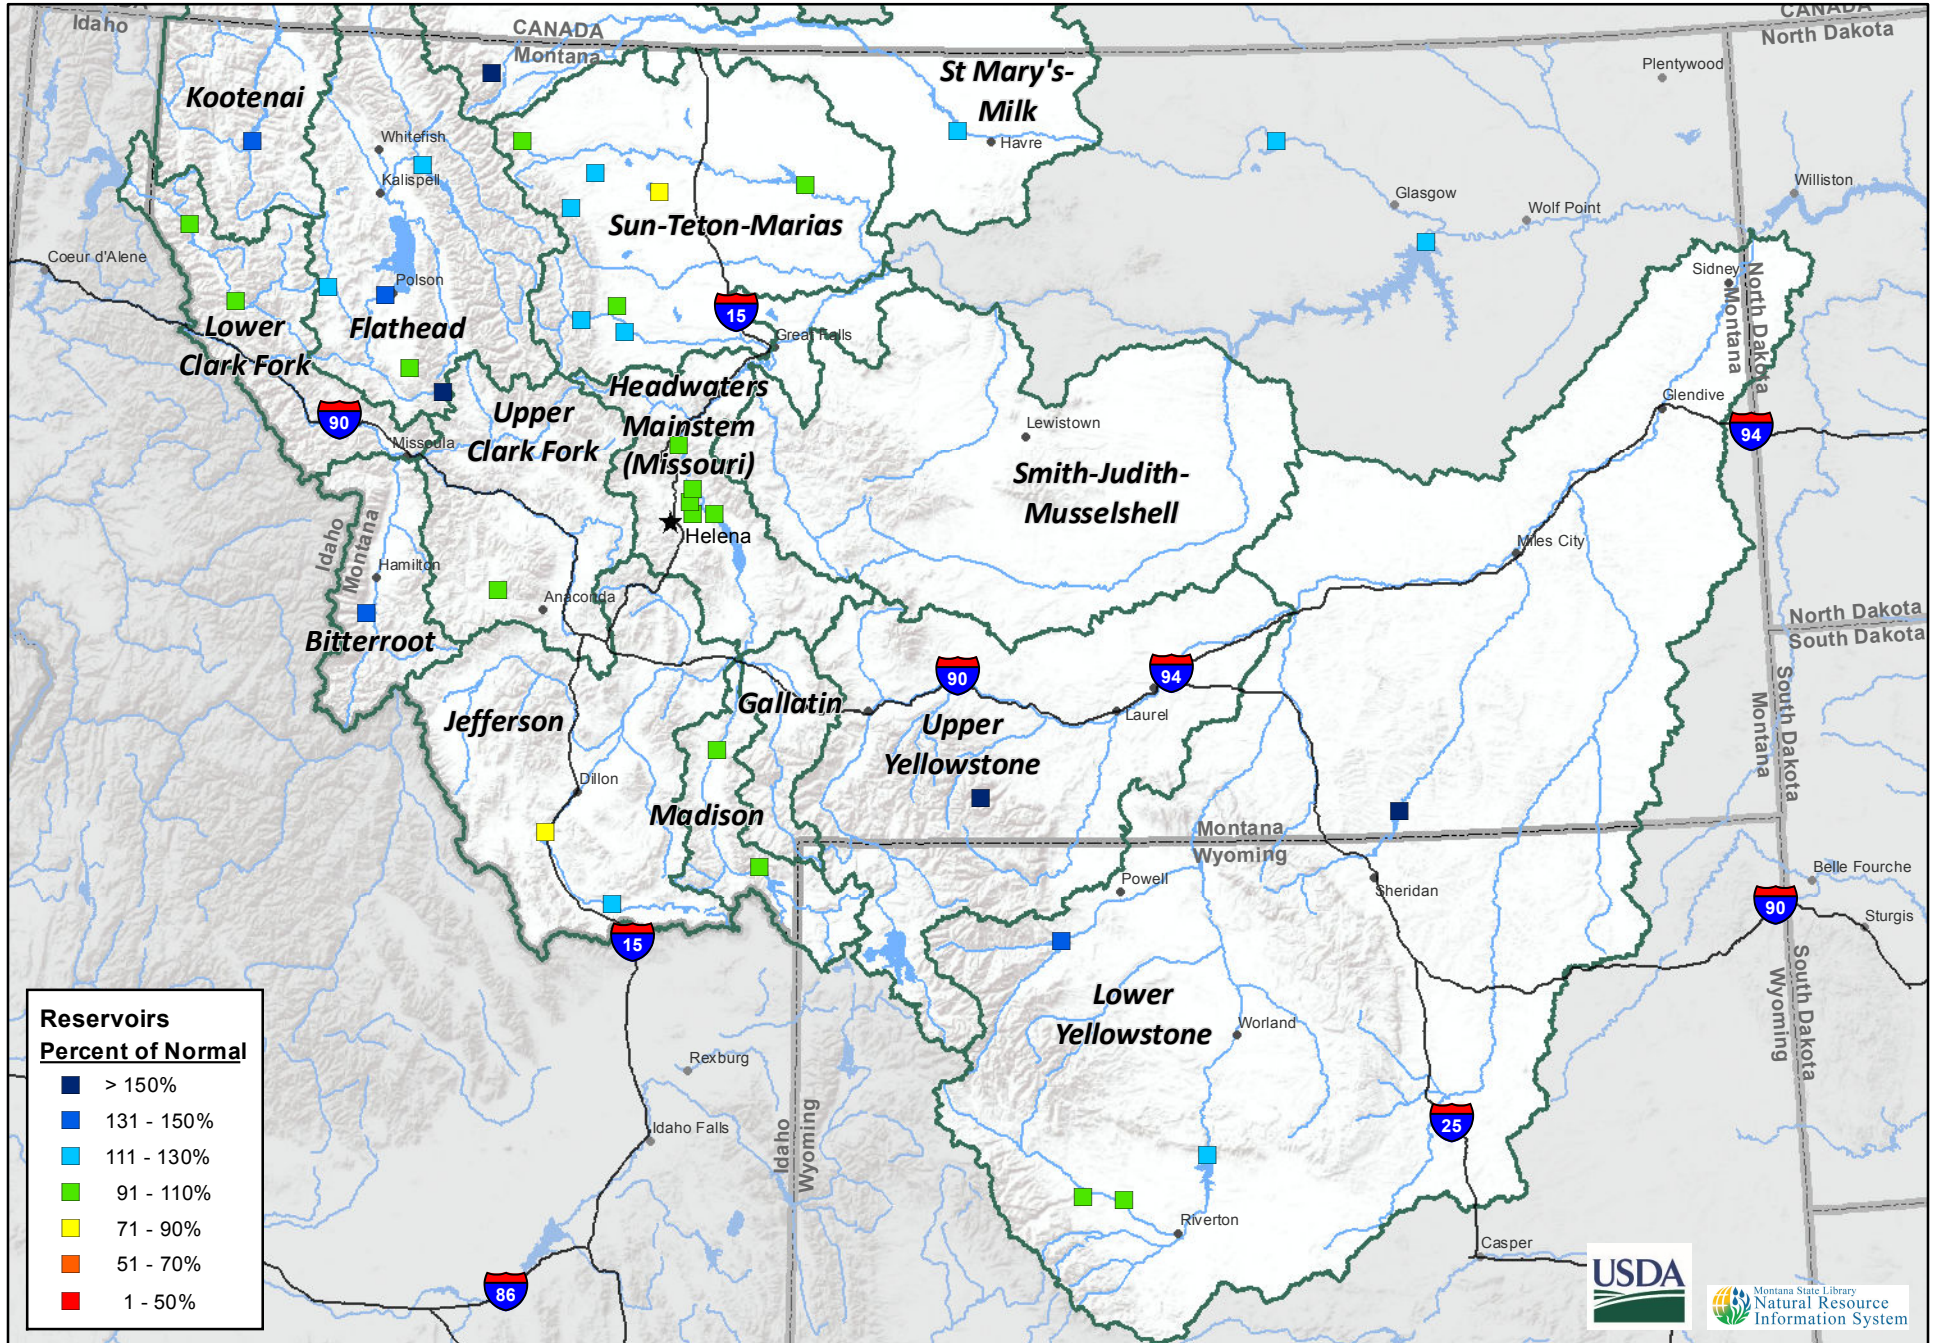 CANADA
Idaho
CANADA
Montana
CANADA
North Dakota
Kootenai
St Mary's-
Milk
Plentywood
Whitefish
Havre
Kalispell
Glasgow
Williston
Wolf Point
Sun-Teton-Marias
Coeur d'Alene
Polson
Sidney
North Dakota
Montana
15
Lower
Clark Fork
Flathead
Great Falls
Headwaters
Mainstem
(Missouri)
Upper
Clark Fork
90
Missoula
Lewistown
Glendive
94
Smith-Judith-
Musselshell
Helena
Idaho
Montana
Hamilton
Miles City
Anaconda
Bitterroot
North Dakota
South Dakota
90
94
Gallatin
Jefferson
Upper
Yellowstone
Laurel
South Dakota
Montana
Dillon
Madison
Montana
Wyoming
Powell
Sheridan
Belle Fourche
90
Sturgis
15
South Dakota
Wyoming
Lower
Yellowstone
Worland
Rexburg
Idaho Falls
Idaho
Wyoming
25
Riverton
Casper
86
Reservoirs
Percent of Normal
> 150%
131 - 150%
111 - 130%
91 - 110%
71 - 90%
51 - 70%
1 - 50%
USDA
Montana State Library
Natural Resource
Information System